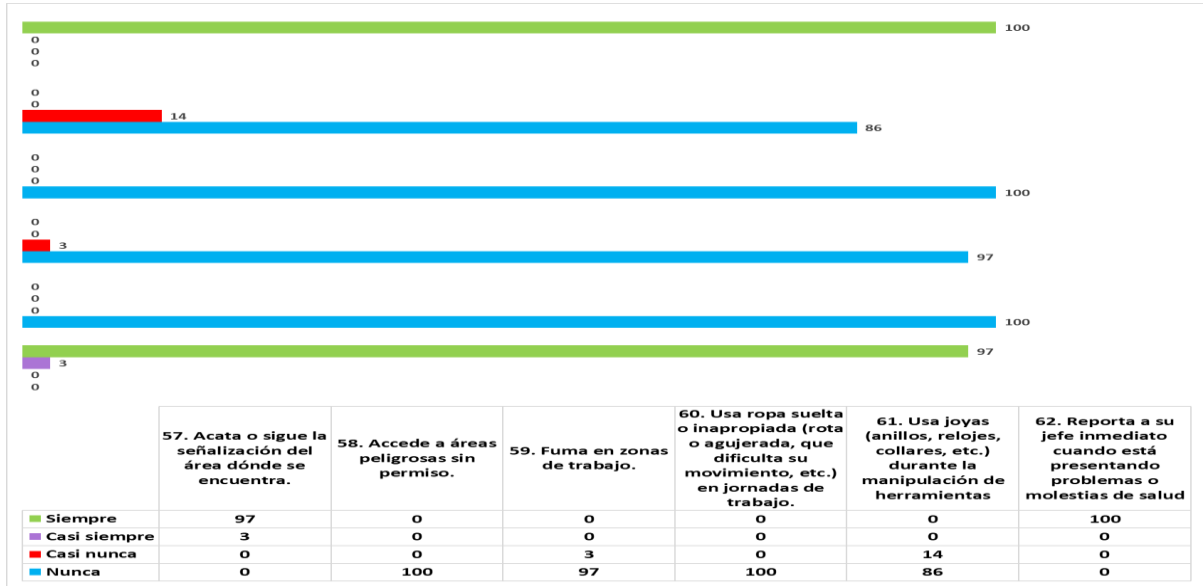 100
0
0
0
0
0
14
86
0
0
0
100
0
0
3
97
0
0
0
100
97
3
0
0
57. Acata o sigue la
señalización del
área dónde se
encuentra.
58. Accede a áreas
peligrosas sin
permiso.
59. Fuma en zonas
de trabajo.
60. Usa ropa suelta
o inapropiada (rota
o agujerada, que
dificulta su
movimiento, etc.)
en jornadas de
trabajo.
61. Usa joyas
(anillos, relojes,
collares, etc.)
durante la
manipulación de
herramientas
62. Reporta a su
jefe inmediato
cuando está
presentando
problemas o
molestias de salud
Siempre 97 0 0 0 0 100
Casi siempre 3 0 0 0 0 0
Casi nunca 0 0 3 0 14 0
Nunca 0 100 97 100 86 0